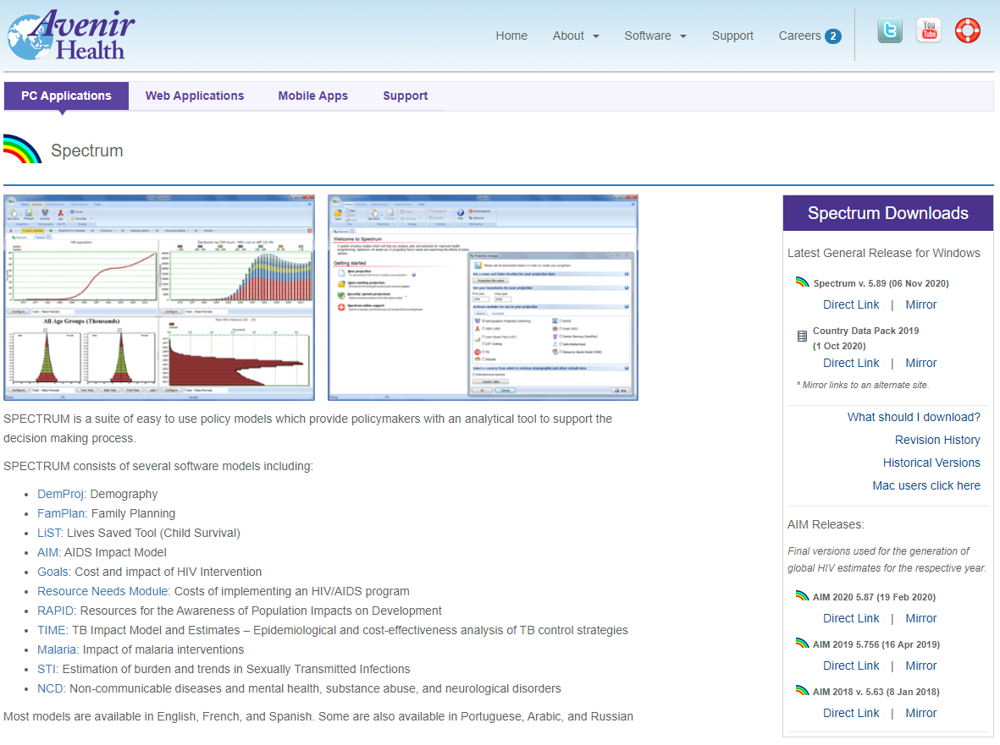 Avenir
Health
Home
About
Software
Support
Careers 2
You
Tube
PC Applications
Web Applications
Mobile Apps
Support
Spectrum
All Age Groups (Thousands)
Welcome to Spectrum
Getting started
SPECTRUM is a suite of easy to use policy models which provide policymakers with an analytical tool to support the
decision making process.
SPECTRUM consists of several software models including:
• DemProj: Demography
• FamPlan: Family Planning
• LiST: Lives Saved Tool (Child Survival)
• AIM: AIDS Impact Model
• Goals: Cost and impact of HIV Intervention
• Resource Needs Module: Costs of implementing an HIV/AIDS program
• RAPID: Resources for the Awareness of Population Impacts on Development
• TIME: TB Impact Model and Estimates – Epidemiological and cost-effectiveness analysis of TB control strategies
• Malaria: Impact of malaria interventions
• STI: Estimation of burden and trends in Sexually Transmitted Infections
• NCD: Non-communicable diseases and mental health, substance abuse, and neurological disorders
Most models are available in English, French, and Spanish. Some are also available in Portuguese, Arabic, and Russian
Spectrum Downloads
Latest General Release for Windows
Spectrum v. 5.89 (06 Nov 2020)
Direct Link | Mirror
Country Data Pack 2019
(1 Oct 2020)
Direct Link | Mirror
* Mirror links to an alternate site.
What should I download?
Revision History
Historical Versions
Mac users click here
AIM Releases:
Final versions used for the generation of
global HIV estimates for the respective year.
AIM 2020 5.87 (19 Feb 2020)
Direct Link | Mirror
AIM 2019 5.756 (16 Apr 2019)
Direct Link | Mirror
AIM 2018 v. 5.63 (8 Jan 2018)
Direct Link | Mirror